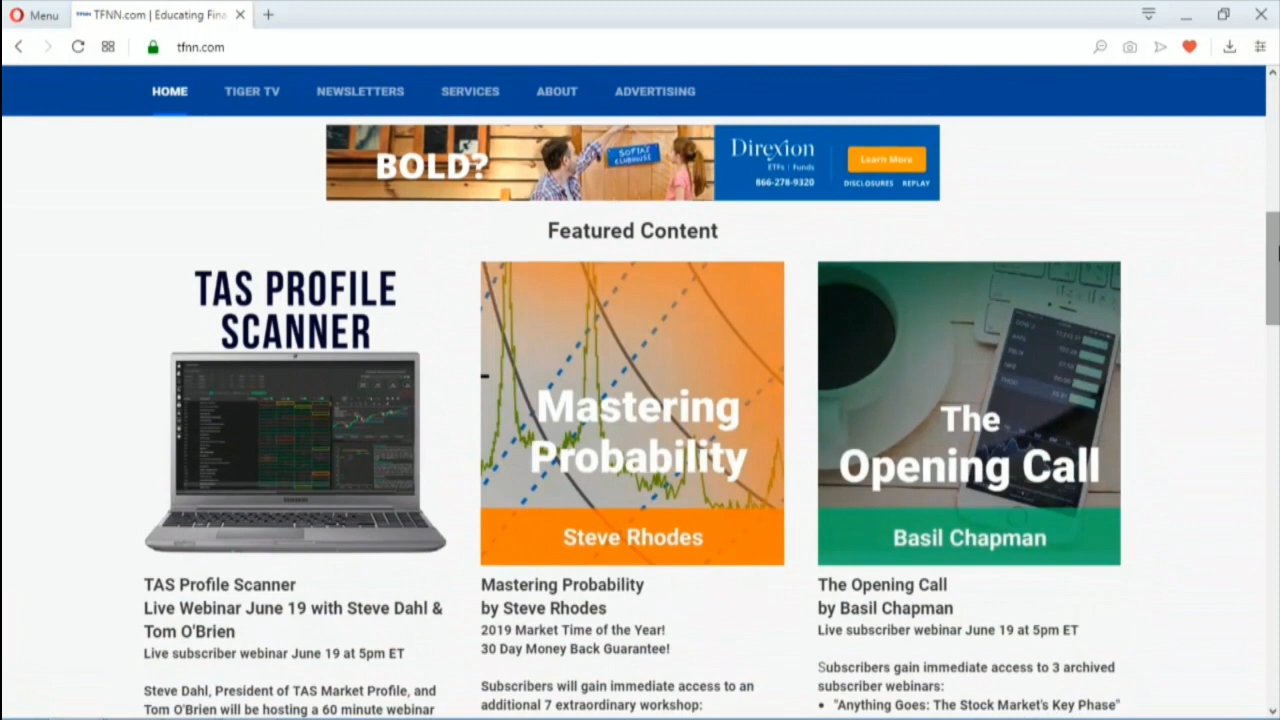 Menu
TFNN.com | Educating Fina
tfnn.com
HOME
TIGER TV
NEWSLETTERS
SERVICES
ABOUT
ADVERTISING
BOLD?
Direxion
ETFs | Funds
866-278-9320
Learn More
DISCLOSURES REPLAY
Featured Content
TAS PROFILE
SCANNER
Mastering
Probability
Steve Rhodes
The
Opening Call
Basil Chapman
TAS Profile Scanner
Live Webinar June 19 with Steve Dahl &
Tom O'Brien
Live subscriber webinar June 19 at 5pm ET
Steve Dahl, President of TAS Market Profile, and
Tom O'Brien will be hosting a 60 minute webinar
Mastering Probability
by Steve Rhodes
2019 Market Time of the Year!
30 Day Money Back Guarantee!
Subscribers will gain immediate access to an
additional 7 extraordinary workshop:
The Opening Call
by Basil Chapman
Live subscriber webinar June 19 at 5pm ET
Subscribers gain immediate access to 3 archived
subscriber webinars:
• "Anything Goes: The Stock Market's Key Phase"